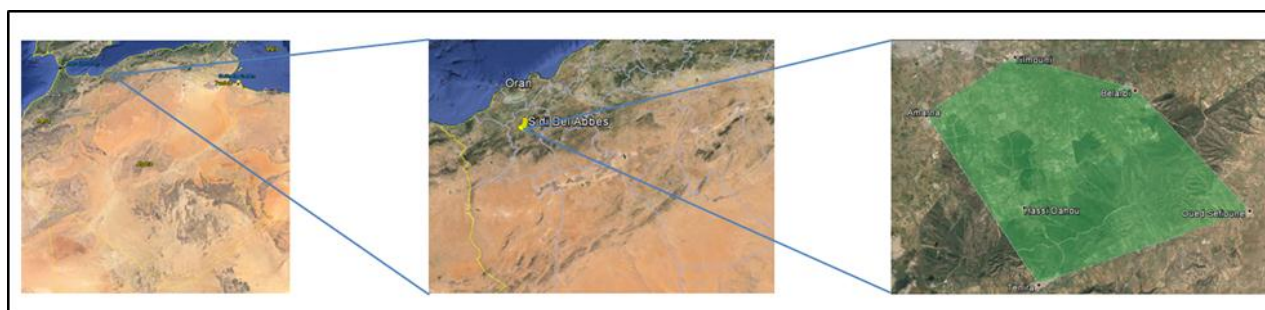 Oran
Sidi Bel Abbes
Tilmouni
Belarbi
Amarna
Hassi Dahou
Oued Sefioune
Tenira